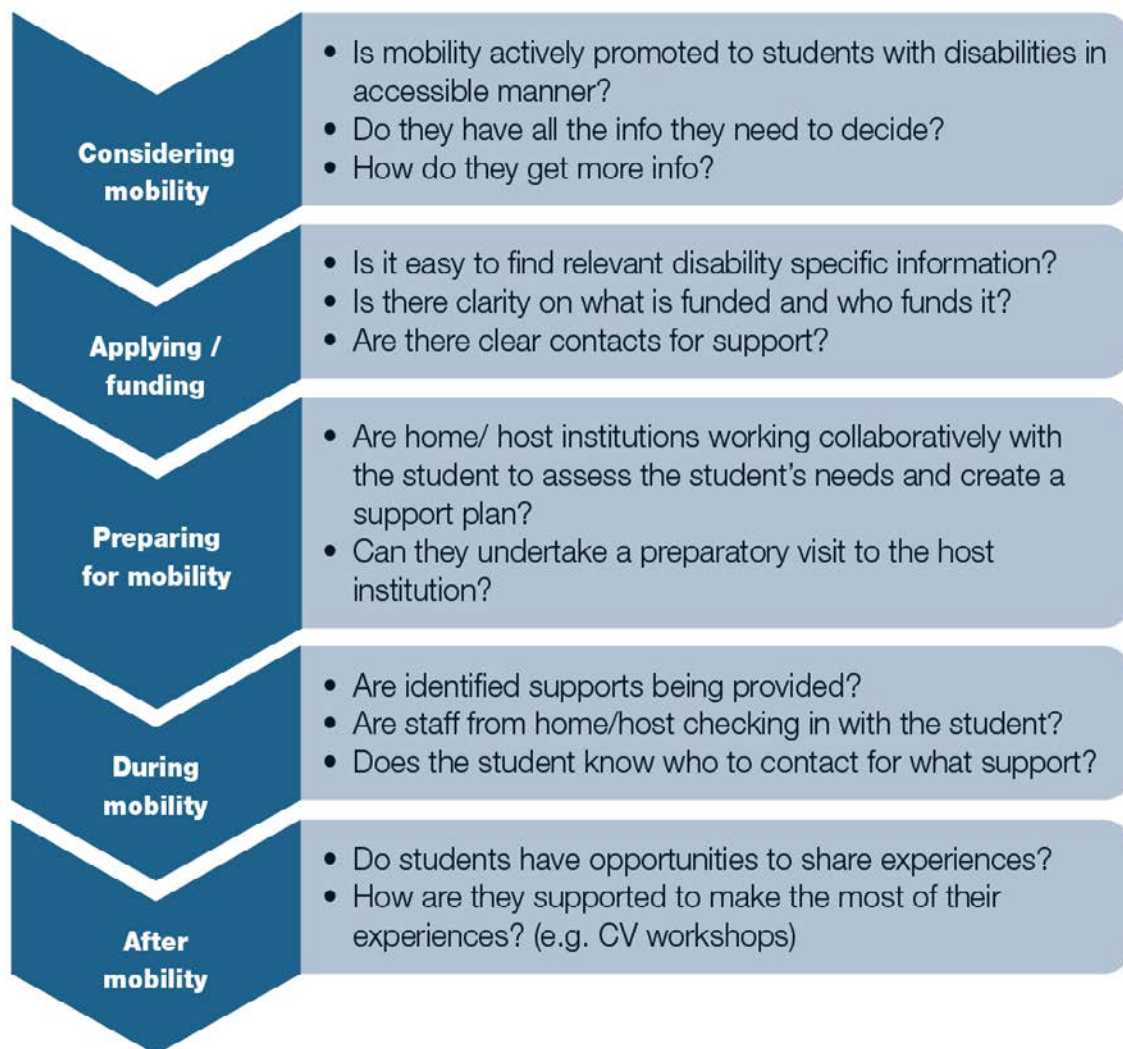 Considering
mobility
• Is mobility actively promoted to students with disabilities in
accessible manner?
• Do they have all the info they need to decide?
• How do they get more info?
Applying /
funding
• Is it easy to find relevant disability specific information?
• Is there clarity on what is funded and who funds it?
• Are there clear contacts for support?
Preparing
for mobility
• Are home/ host institutions working collaboratively with
the student to assess the student's needs and create a
support plan?
• Can they undertake a preparatory visit to the host
institution?
During
mobility
• Are identified supports being provided?
• Are staff from home/host checking in with the student?
• Does the student know who to contact for what support?
After
mobility
• Do students have opportunities to share experiences?
• How are they supported to make the most of their
experiences? (e.g. CV workshops)